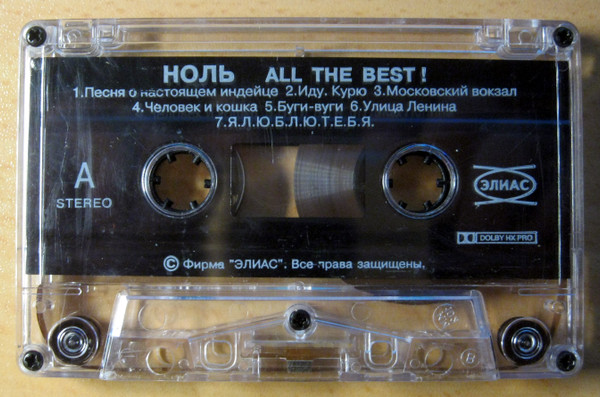 НОЛЬ ALL THE BEST!
1.Песня о настоящем индейце 2.Иду. Курю 3.Московский вокзал
4.Человек и кошка 5.Буги-вуги 6.Улица Ленина
7.Я.Л.Ю.Б.Л.Ю.Т.Е.Б.Я.
A
STEREO
ЭЛИАС
DOLBY HX PRO
© Фирма "ЭЛИАС". Все права защищены.